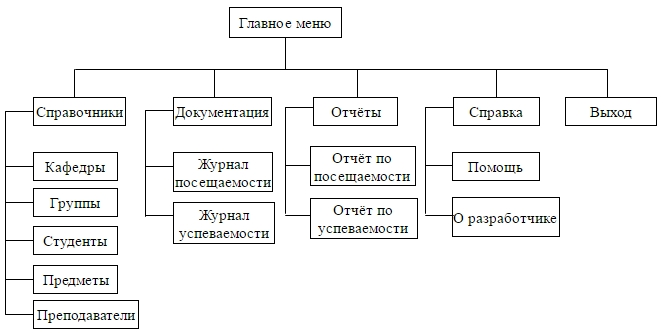 Главное меню
Справочники
Документация
Отчёты
Справка
Выход
Кафедры
Группы
Студенты
Предметы
Преподаватели
Журнал
посещаемости
Журнал
успеваемости
Отчёт по
посещаемости
Отчёт по
успеваемости
Помощь
О разработчике